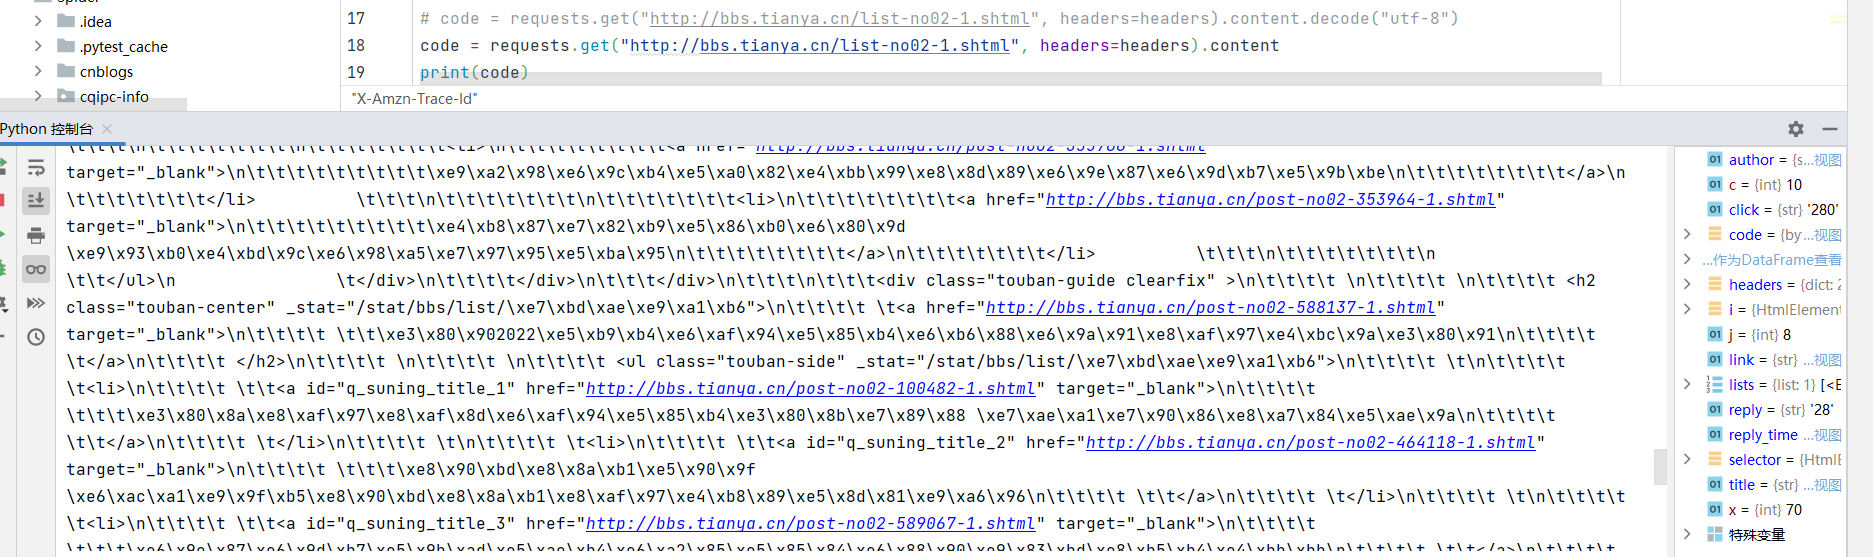 .idea
.pytest_cache
cnblogs
cqipc-info
17 # code = requests.get("http://bbs.tianya.cn/list-no02-1.shtml", headers=headers).content.decode("utf-8")
18 code = requests.get("http://bbs.tianya.cn/list-no02-1.shtml", headers=headers).content
19 print(code)
"X-Amzn-Trace-Id"
Python 控制台
target="_blank">\n\t\t\t\t\t\t\t\t\t\t\xe9\xa2\x98\xe6\x9c\xb4\xe5\xa0\x82\xe4\xbb\x99\xe8\x8d\x89\xe6\x9e\x87\xe6\x9d\xb7\xe5\x9b\xbe\n\t\t\t\t\t\t\t\t</a>\n
\t\t\t\t\t\t\t</li> \t\t\t\n\t\t\t\t\t\t\t\n\t\t\t\t\t\t\t<li>\n\t\t\t\t\t\t\t\t<a href="http://bbs.tianya.cn/post-no02-353964-1.shtml"
target="_blank">\n\t\t\t\t\t\t\t\t\t\t\xe4\xb8\x87\xe7\x82\xb9\xe5\x86\xb0\xe6\x80\x9d
\xe9\x93\xb0\xe4\xbd\x9c\xe6\x98\xa5\xe7\x97\x95\xe5\xba\x95\n\t\t\t\t\t\t\t\t</a>\n\t\t\t\t\t\t\t</li> \t\t\t\n\t\t\t\t\t\t\t\n
\t\t</ul>\n \t</div>\n\t\t\t\t</div>\n\t\t\t</div>\n\t\t\t\t\n\t\t\t<div class="touban-guide clearfix" >\n\t\t\t\t \n\t\t\t\t \n\t\t\t\t <h2
class="touban-center" _stat="/stat/bbs/list/\xe7\xbd\xae\xe9\xa1\xb6">\n\t\t\t\t \t<a href="http://bbs.tianya.cn/post-no02-588137-1.shtml"
target="_blank">\n\t\t\t\t \t\t\xe3\x80\x902022\xe5\xb9\xb4\xe6\xaf\x94\xe5\x85\xb4\xe6\xb6\x88\xe6\x9a\x91\xe8\xaf\x97\xe4\xbc\x9a\xe3\x80\x91\n\t\t\t\t
\t</a>\n\t\t\t\t </h2>\n\t\t\t\t \n\t\t\t\t \n\t\t\t\t <ul class="touban-side" _stat="/stat/bbs/list/\xe7\xbd\xae\xe9\xa1\xb6">\n\t\t\t\t \t\n\t\t\t\t
\t<li>\n\t\t\t\t \t\t<a id="q_suning_title_1" href="http://bbs.tianya.cn/post-no02-100482-1.shtml" target="_blank">\n\t\t\t\t
\t\t\t\xe3\x80\x8a\xe8\xaf\x97\xe8\xaf\x8d\xe6\xaf\x94\xe5\x85\xb4\xe3\x80\x8b\xe7\x89\x88 \xe7\xae\xa1\xe7\x90\x86\xe8\xa7\x84\xe5\xae\x9a\n\t\t\t\t
\t\t</a>\n\t\t\t\t \t</li>\n\t\t\t\t \t\n\t\t\t\t \t<li>\n\t\t\t\t \t\t<a id="q_suning_title_2" href="http://bbs.tianya.cn/post-no02-464118-1.shtml"
target="_blank">\n\t\t\t\t \t\t\t\xe8\x90\xbd\xe8\x8a\xb1\xe5\x90\x9f
\xe6\xac\xa1\xe9\x9f\xb5\xe8\x90\xbd\xe8\x8a\xb1\xe8\xaf\x97\xe4\xb8\x89\xe5\x8d\x81\xe9\xa6\x96\n\t\t\t\t \t\t</a>\n\t\t\t\t \t</li>\n\t\t\t\t \t\n\t\t\t\t
\t<li>\n\t\t\t\t \t\t<a id="q_suning_title_3" href="http://bbs.tianya.cn/post-no02-589067-1.shtml" target="_blank">\n\t\t\t\t
author = {s...视图
c = {int} 10
click = {str} '280'
code = {by ...视图
...作为DataFrame查看
headers = {dict: 2
i = {HtmlElement
j = {int} 8
link = {str} ...视图
lists = {list: 1} [<E
reply = {str} '28'
reply_time ...视图
selector = {HtmlE
title = {str} ...视图
x = {int} 70
特殊变量